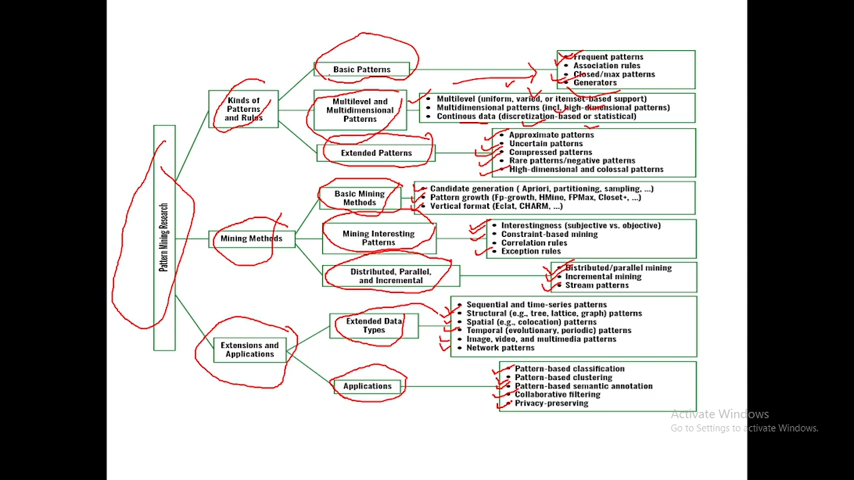 Pattern Mining Research
Kinds of
Patterns
and Rules
Basic Patterns
Frequent patterns
Association rules
Closed/max patterns
Generators
Multilevel and
Multidimensional
Patterns
Multilevel (uniform, varied, or itemset-based support)
Multidimensional patterns (incl. high-dimensional patterns)
Continous data (discretization-based or statistical)
Extended Patterns
Approximate patterns
Uncertain patterns
Compressed patterns
Rare patterns/negative patterns
High-dimensional and colossal patterns
Mining Methods
Basic Mining
Methods
Candidate generation ( Apriori, partitioning, sampling, ...)
Pattern growth (Fp-growth, HMino, FPMax, Closet+, ...)
Vertical format (Eclat, CHARM, ...)
Mining Interesting
Patterns
Interestingness (subjective vs. objective)
Constraint-based mining
Correlation rules
Exception rules
Distributed, Parallel,
and Incremental
Distributed/parallel mining
Incremental mining
Stream patterns
Extensions and
Applications
Extended Data
Types
Sequential and time-series patterns
Structural (e.g., tree, lattice, graph) patterns
Spatial (e.g., colocation) patterns
Temporal (evolutionary, periodic) patterns
Image, video, and multimedia patterns
Network patterns
Applications
Pattern-based classification
Pattern-based clustering
Pattern-based semantic annotation
Collaborative filtering
Privacy-preserving
Activate Windows
Go to Settings to activate Windows.